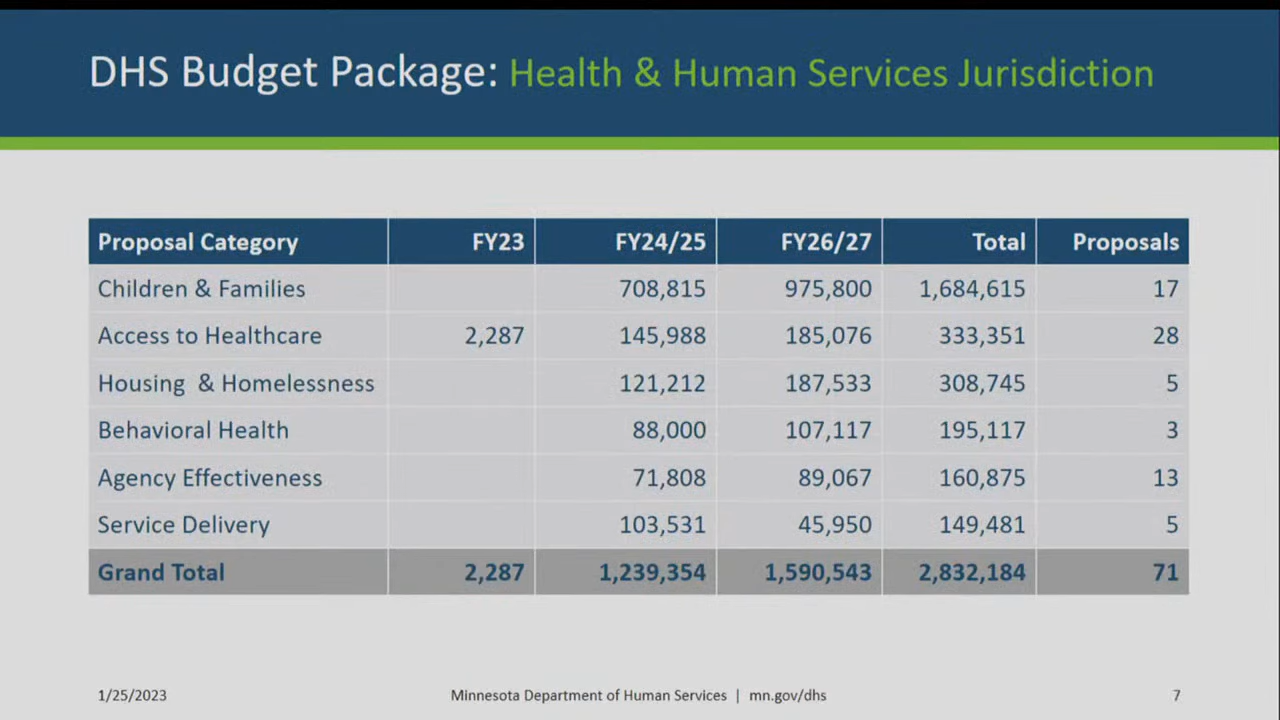 DHS Budget Package: Health & Human Services Jurisdiction
Proposal Category FY23 FY24/25 FY26/27 Total Proposals
Children & Families 708,815 975,800 1,684,615 17
Access to Healthcare 2,287 145,988 185,076 333,351 28
Housing & Homelessness 121,212 187,533 308,745 5
Behavioral Health 88,000 107,117 195,117 3
Agency Effectiveness 71,808 89,067 160,875 13
Service Delivery 103,531 45,950 149,481 5
Grand Total 2,287 1,239,354 1,590,543 2,832,184 71
1/25/2023 Minnesota Department of Human Services | mn.gov/dhs 7